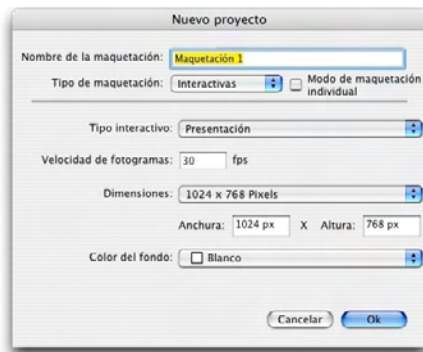 Nuevo proyecto
Nombre de la maquetación: Maquetación 1
Tipo de maquetación: Interactivas Modo de maquetación
individual
Tipo interactivo: Presentación
Velocidad de fotogramas: 30 fps
Dimensiones: 1024 x 768 Pixels
Anchura: 1024 px X Altura: 768 px
Color del fondo: Blanco
Cancelar Ok